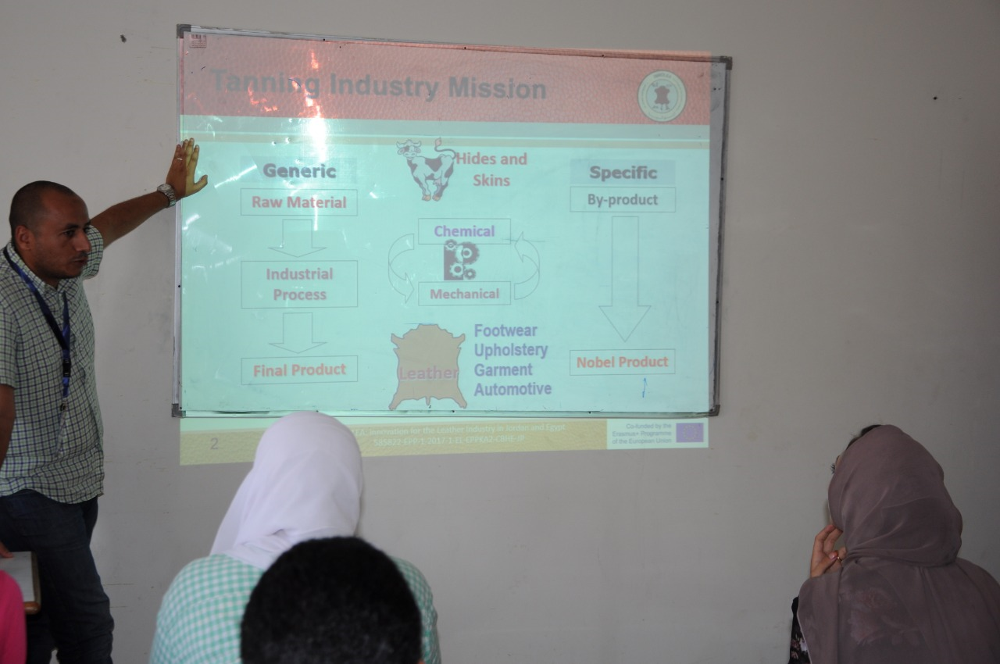 Tanning Industry Mission
Generic
Raw Material
Industrial
Process
Final Product
Hides and
Skins
Chemical
Mechanical
Leather
Footwear
Upholstery
Garment
Automotive
Specific
By-product
Nobel Product
2
Innovation for the Leather Industry in Jordan and Egypt
585822-EPP-1-2017-1-EL-EPPKA2-CBHE-JP
Co-funded by the
Erasmus+ Programme
of the European Union